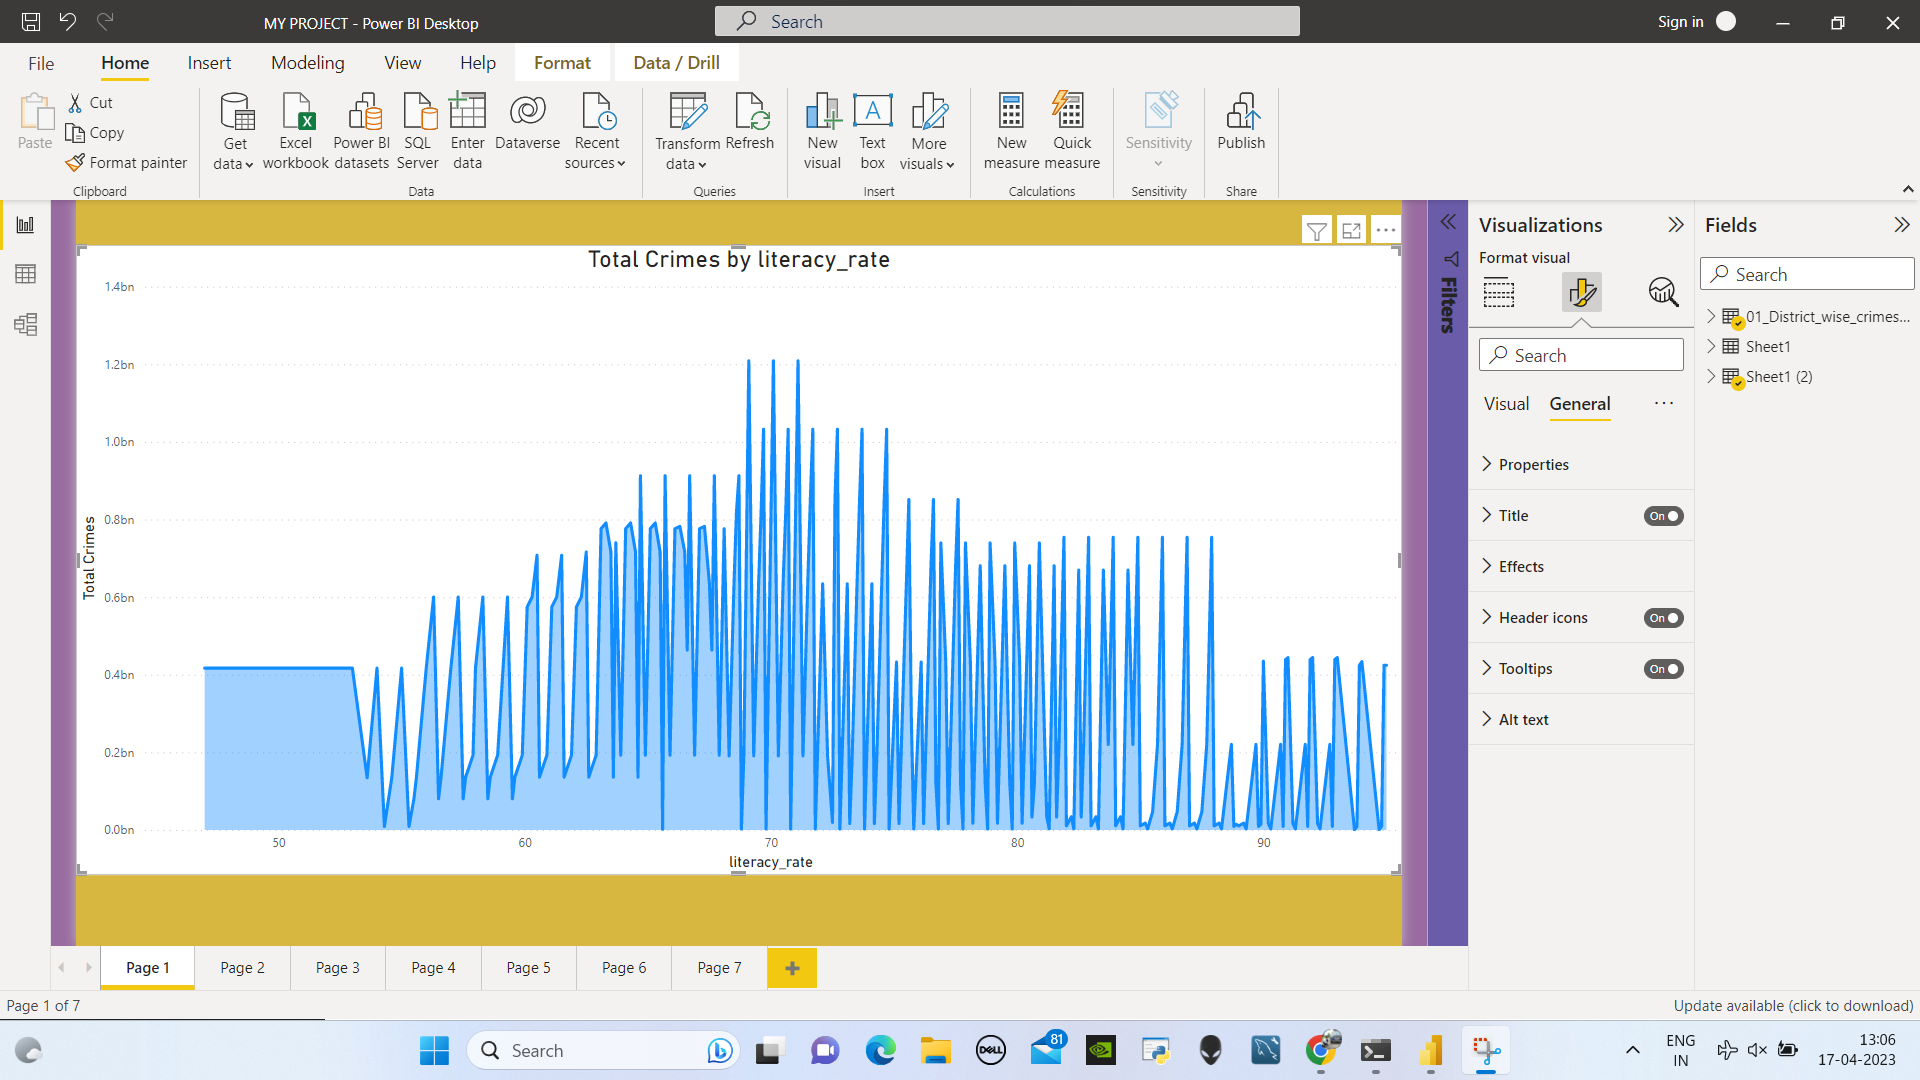 MY PROJECT - Power BI Desktop
Search
Sign in
File
Home
Insert
Modeling
View
Help
Format
Data / Drill
Paste
Cut
Copy
Format painter
Clipboard
Get data
Excel workbook
Power BI datasets
SQL Server
Enter data
Dataverse
Recent sources
Data
Transform data
Refresh
Queries
New visual
Text box
More visuals
Insert
New measure
Quick measure
Calculations
Sensitivity
Sensitivity
Publish
Share
Total Crimes by literacy_rate
1.4bn
1.2bn
1.0bn
0.8bn
0.6bn
0.4bn
0.2bn
0.0bn
Total Crimes
50
60
70
80
90
literacy_rate
Filters
Visualizations
Format visual
Search
Visual
General
Properties
Title
On
Effects
Header icons
On
Tooltips
On
Alt text
Fields
Search
01_District_wise_crimes...
Sheet1
Sheet1 (2)
Page 1
Page 2
Page 3
Page 4
Page 5
Page 6
Page 7
Page 1 of 7
Update available (click to download)
Search
DELL
81
ENG
IN
13:06
17-04-2023